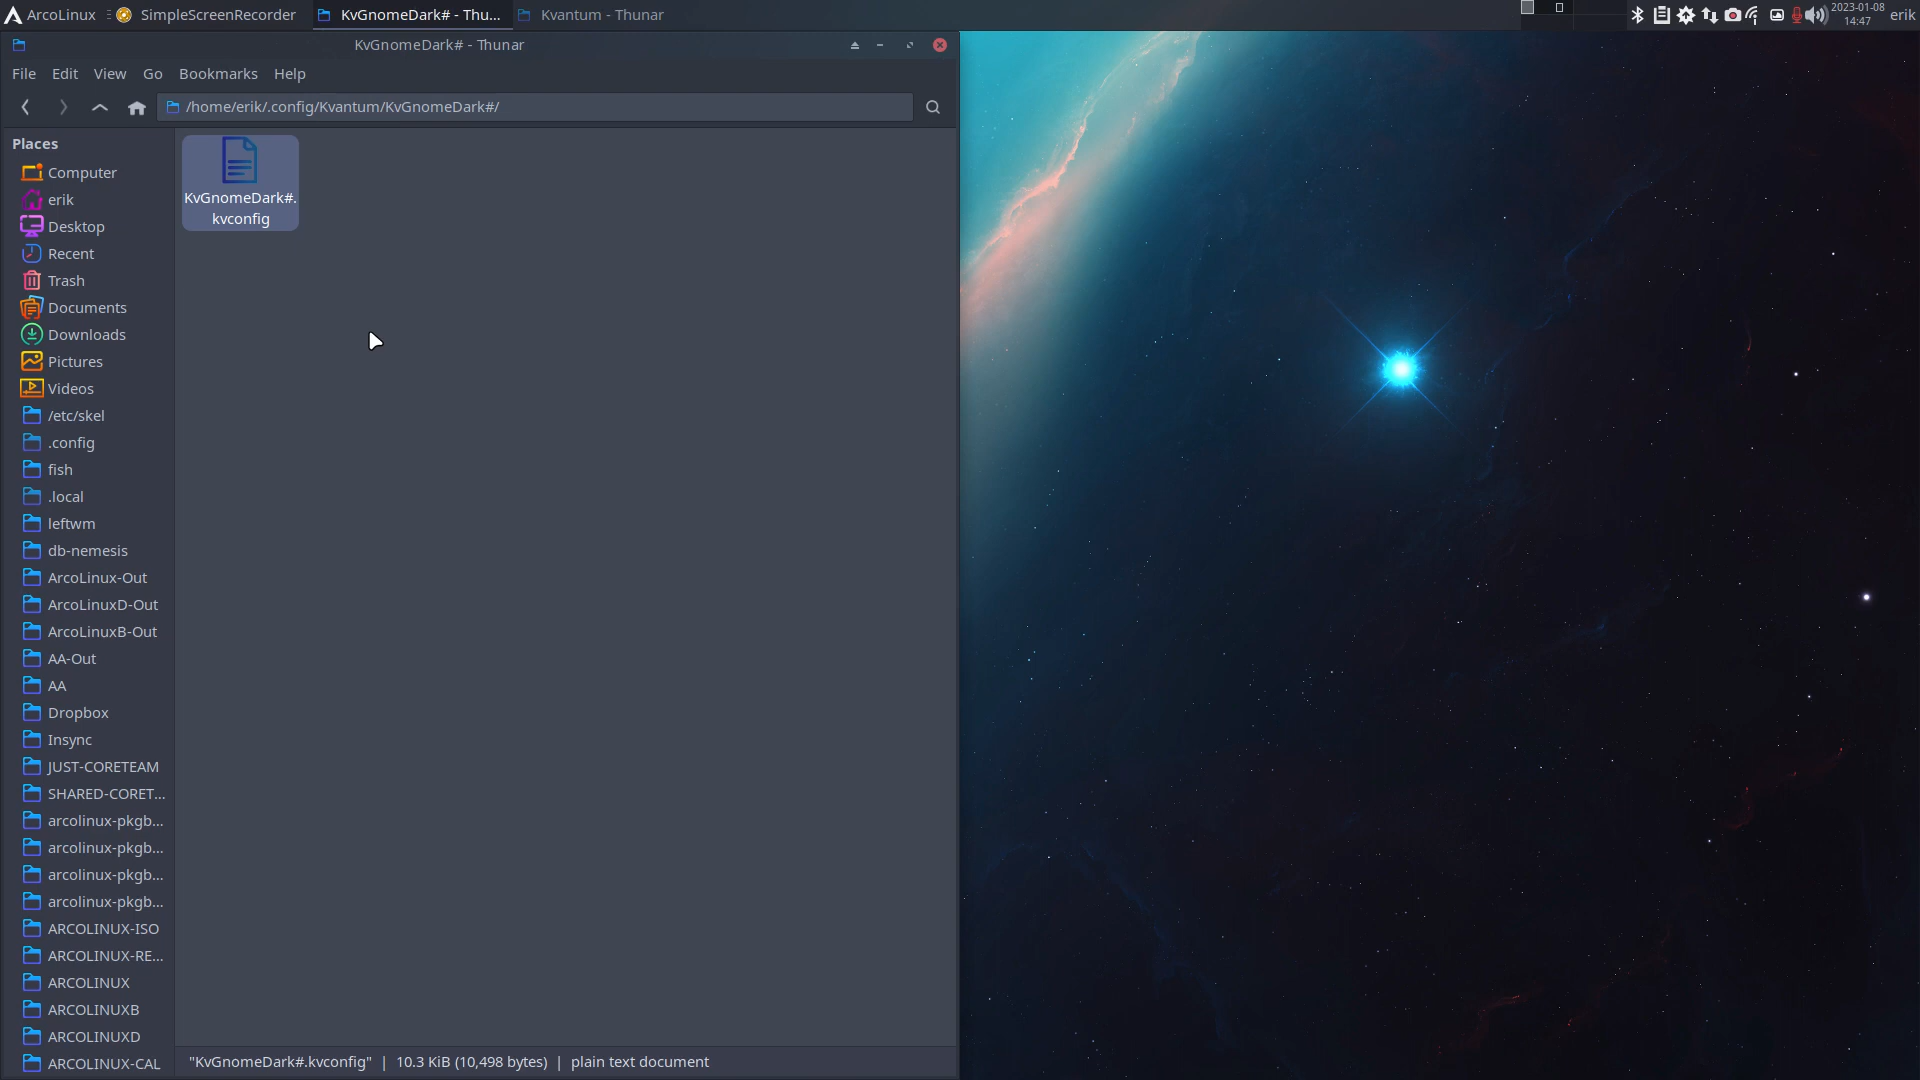 ArcoLinux
SimpleScreenRecorder
KvGnomeDark# - Thu...
Kvantum - Thunar
2023-01-08
14:47
erik
KvGnomeDark# - Thunar
File Edit View Go Bookmarks Help
/home/erik/.config/Kvantum/KvGnomeDark#/
Places
Computer
erik
Desktop
Recent
Trash
Documents
Downloads
Pictures
Videos
/etc/skel
.config
fish
.local
leftwm
db-nemesis
ArcoLinux-Out
ArcoLinuxD-Out
ArcoLinuxB-Out
AA-Out
AA
Dropbox
Insync
JUST-CORETEAM
SHARED-CORET...
arcolinux-pkgb...
arcolinux-pkgb...
arcolinux-pkgb...
arcolinux-pkgb...
ARCOLINUX-ISO
ARCOLINUX-RE...
ARCOLINUX
ARCOLINUXB
ARCOLINUXD
ARCOLINUX-CAL
KvGnomeDark#.
kvconfig
"KvGnomeDark#.kvconfig" | 10.3 KiB (10,498 bytes) | plain text document